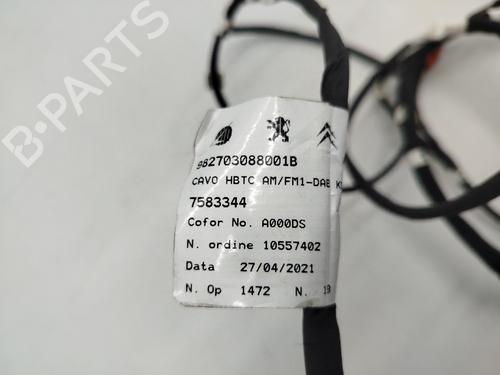 B-PARTS
982703088001B
CAVO HBTC AM/FM1-DAB K
7583344
Cofor No. A000DS
N. ordine 10557402
Data 27/04/2021
N. Op 1472 N. 19